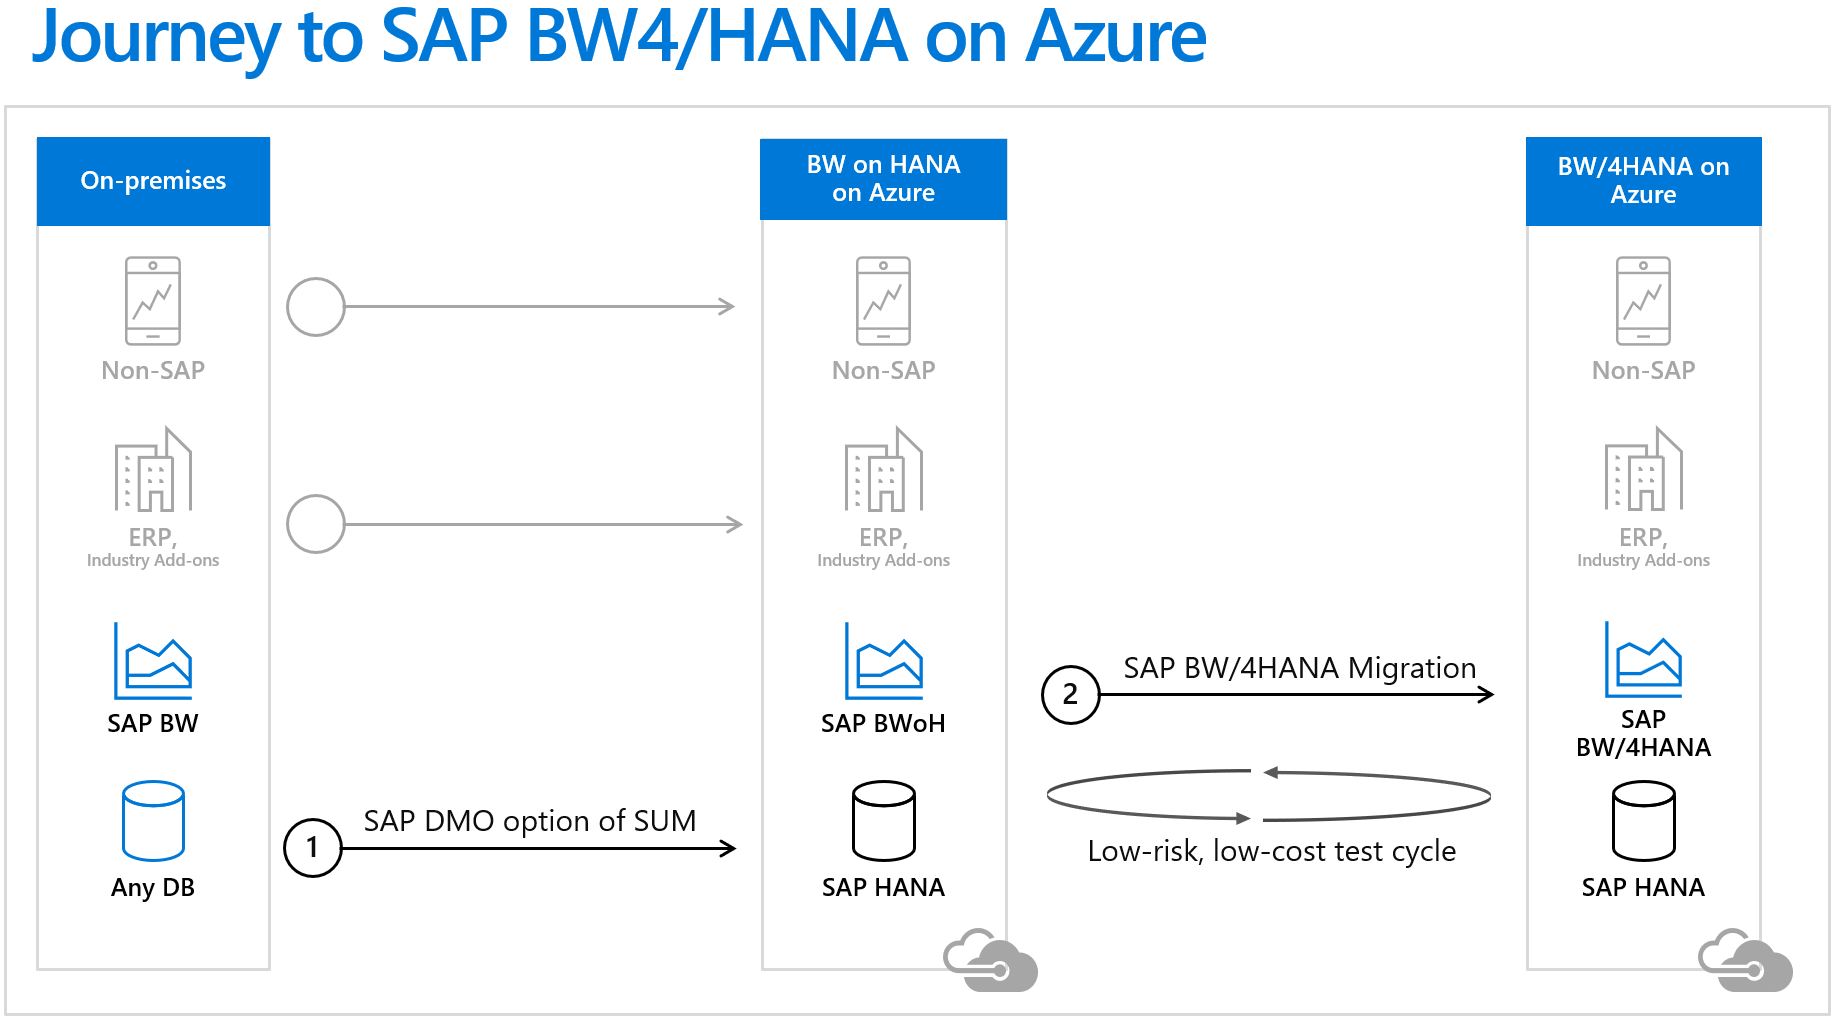 Journey to SAP BW4/HANA on Azure
On-premises
Non-SAP
ERP,
Industry Add-ons
SAP BW
Any DB
1
SAP DMO option of SUM
BW on HANA
on Azure
Non-SAP
ERP,
Industry Add-ons
SAP BWoH
SAP HANA
2
SAP BW/4HANA Migration
Low-risk, low-cost test cycle
BW/4HANA on
Azure
Non-SAP
ERP,
Industry Add-ons
SAP
BW/4HANA
SAP HANA